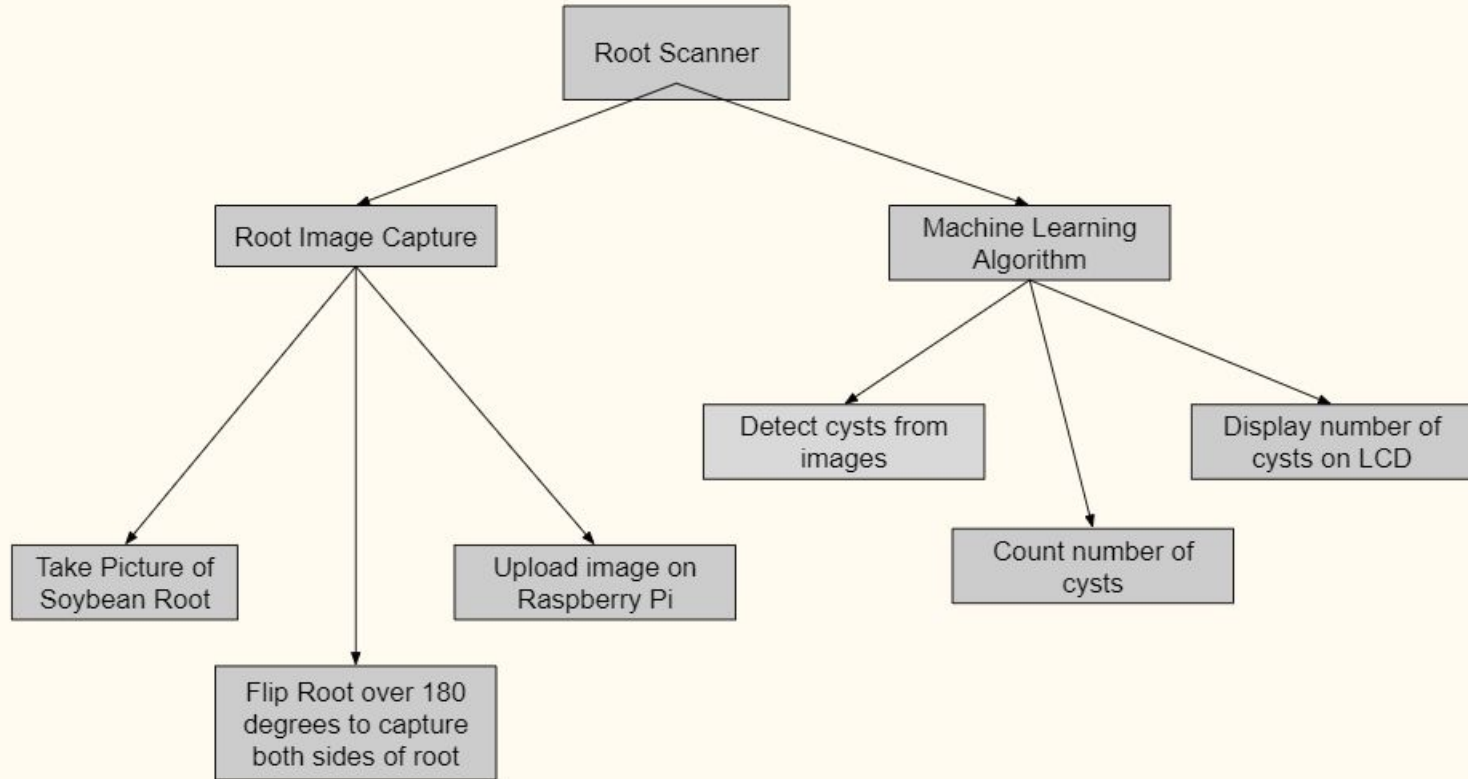 Root Scanner
Root Image Capture
Machine Learning
Algorithm
Detect cysts from
images
Display number of
cysts on LCD
Count number of
cysts
Take Picture of
Soybean Root
Upload image on
Raspberry Pi
Flip Root over 180
degrees to capture
both sides of root